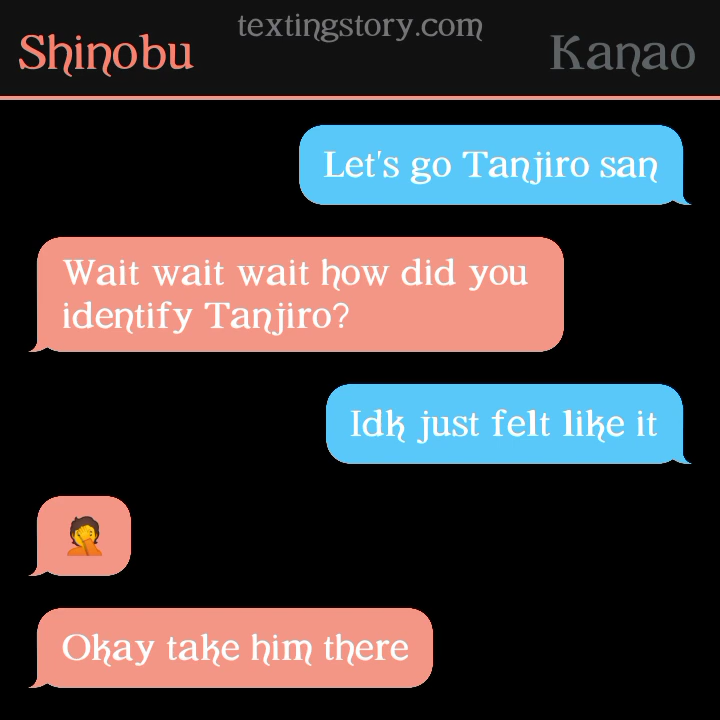 textingstory.com
Shinobu
Kanao
Let's go Tanjiro san
Wait wait wait how did you
identify Tanjiro?
Idk just felt like it
🤦
Okay take him there